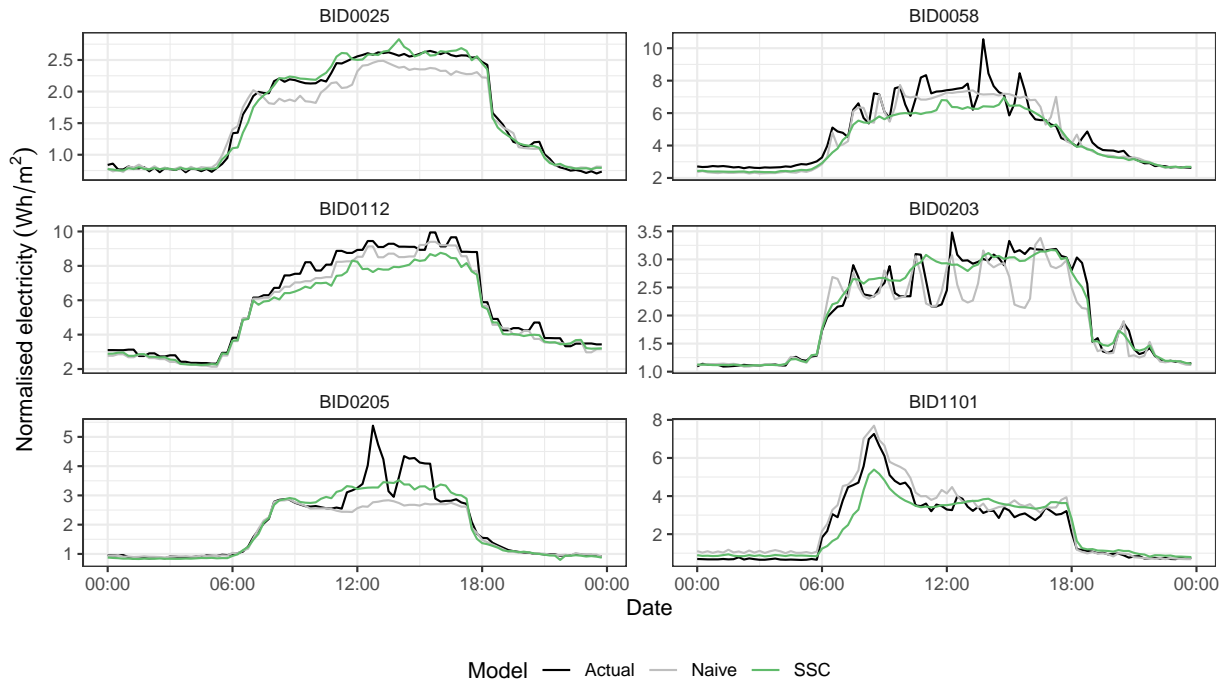 BID0025
BID0058
2.5
2.0
1.5
1.0
10
8
6
4
2
BID0112
BID0203
10
8
6
4
2
3.5
3.0
2.5
2.0
1.5
1.0
BID0205
BID1101
5
4
3
2
1
8
6
4
2
00:00 06:00 12:00 18:00 00:00
00:00 06:00 12:00 18:00 00:00
Normalised electricity (Wh/m²)
Date
Model Actual Naive SSC